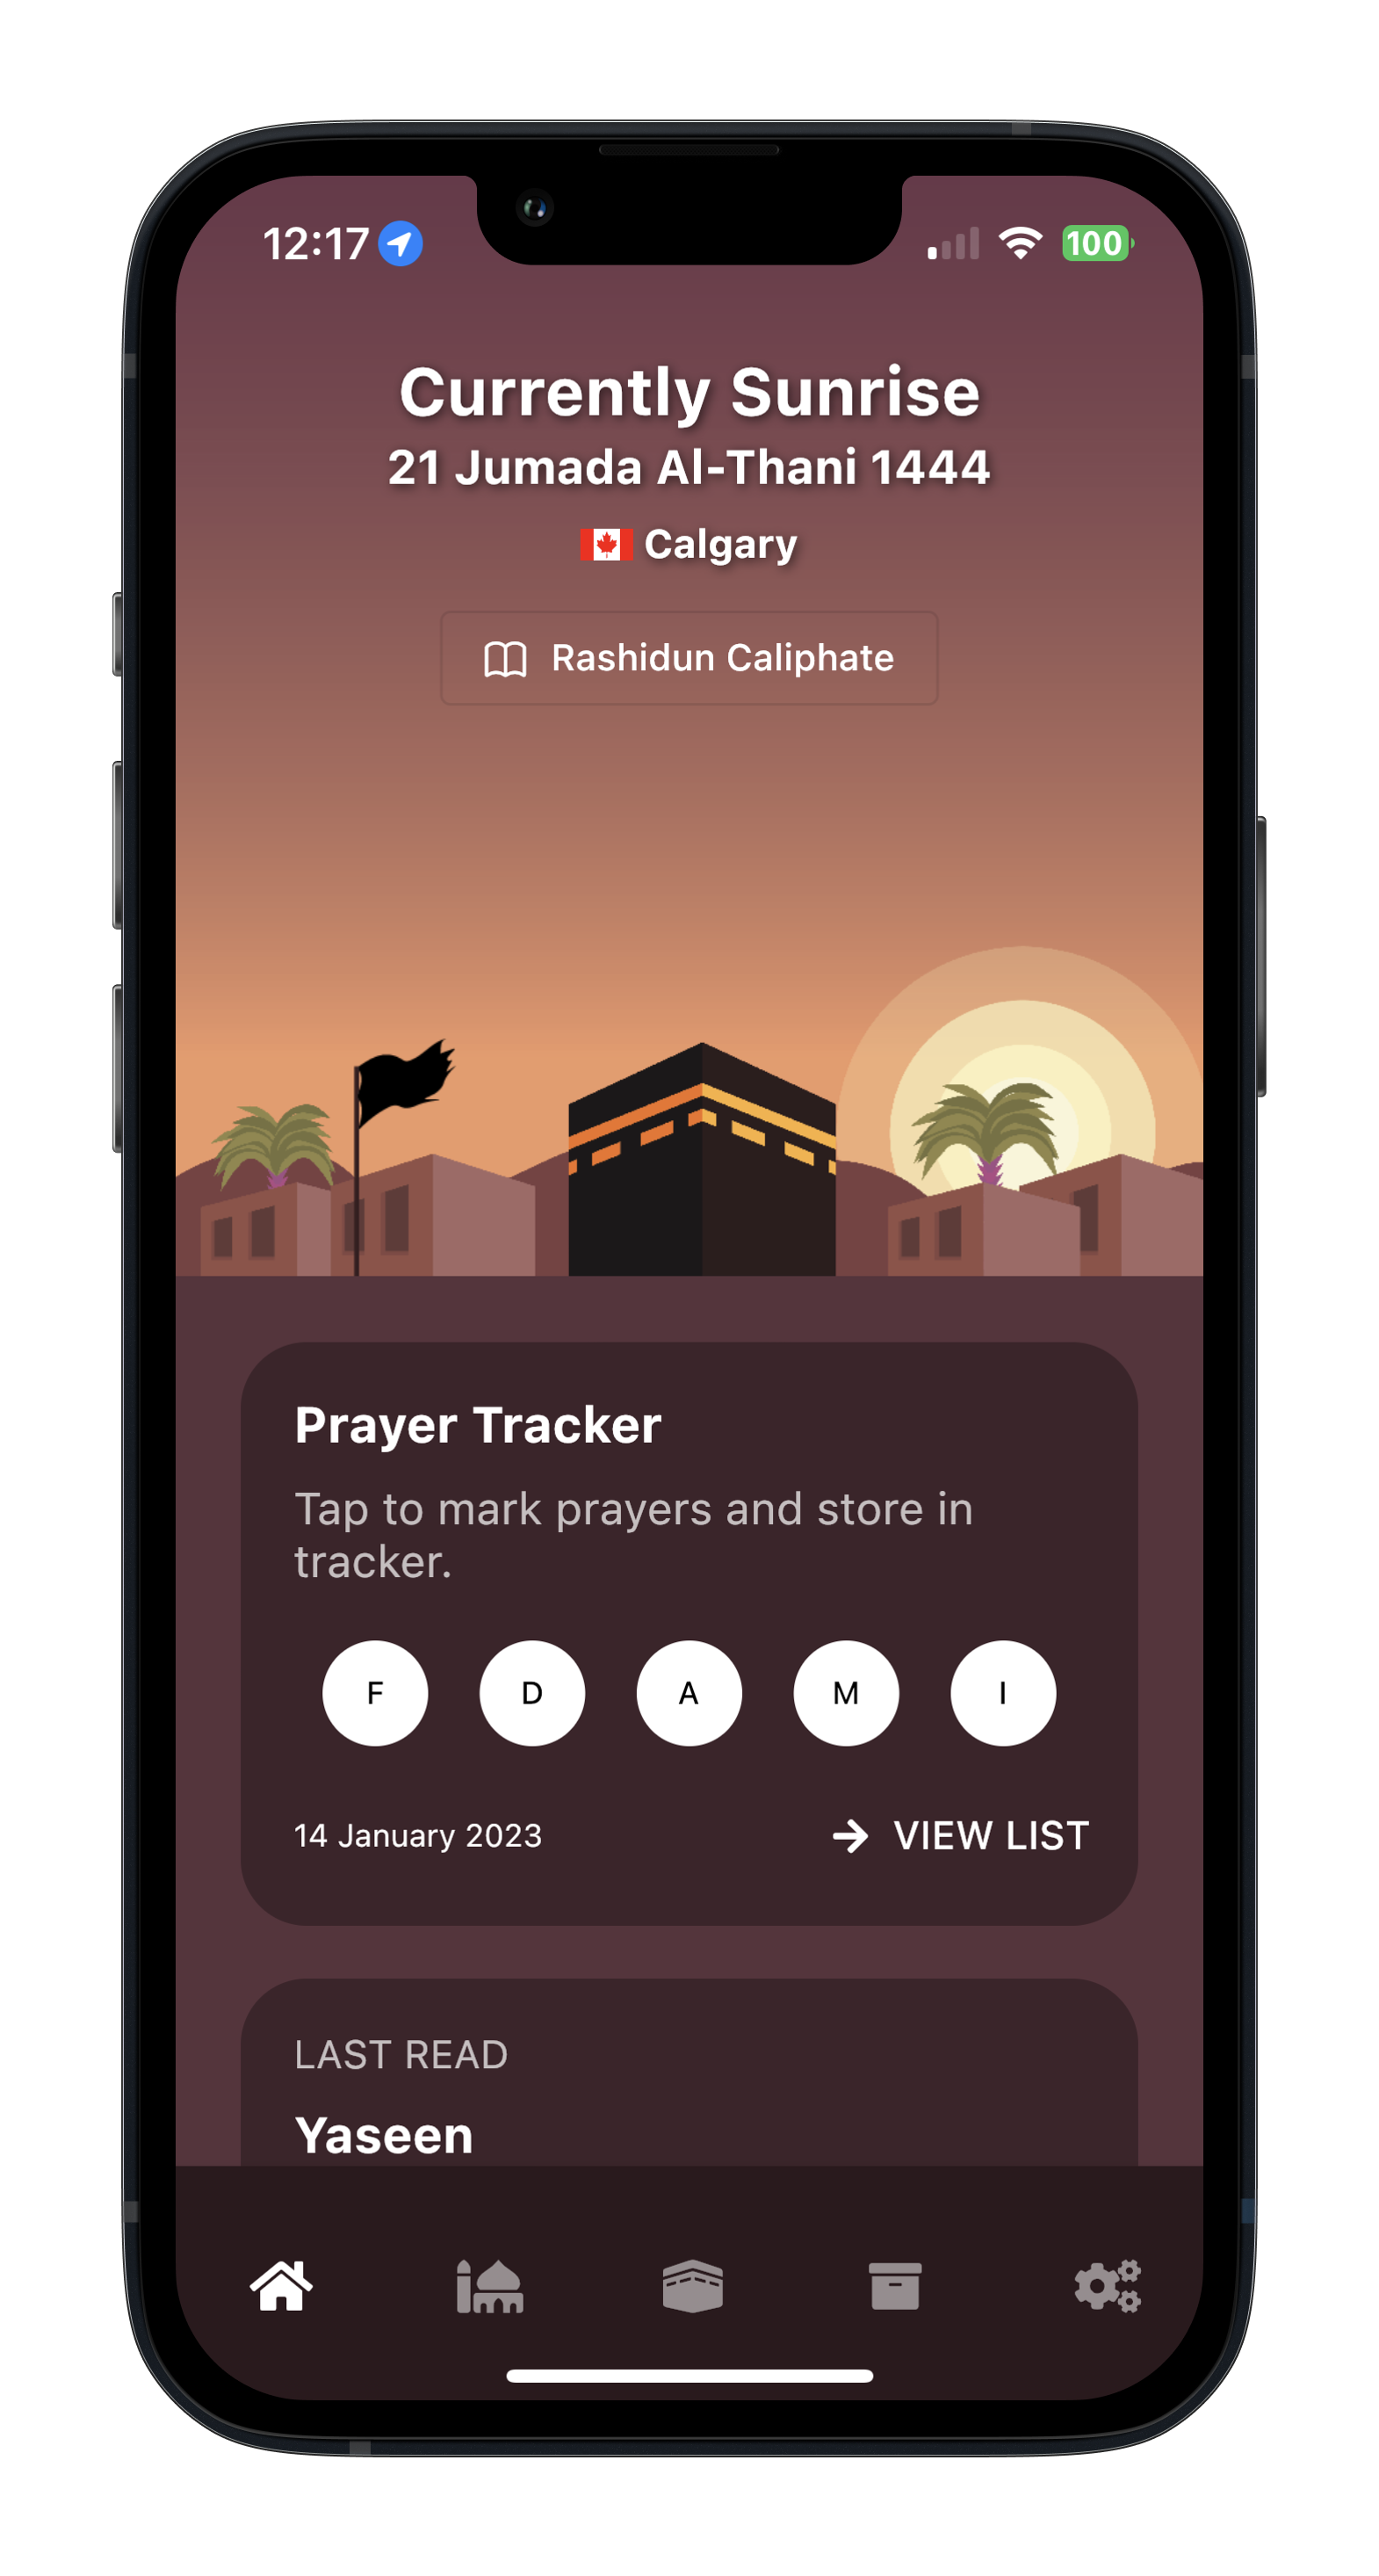 12:17
100
Currently Sunrise
21 Jumada Al-Thani 1444
Calgary
Rashidun Caliphate
Prayer Tracker
Tap to mark prayers and store in
tracker.
F D A M I
14 January 2023 VIEW LIST
LAST READ
Yaseen